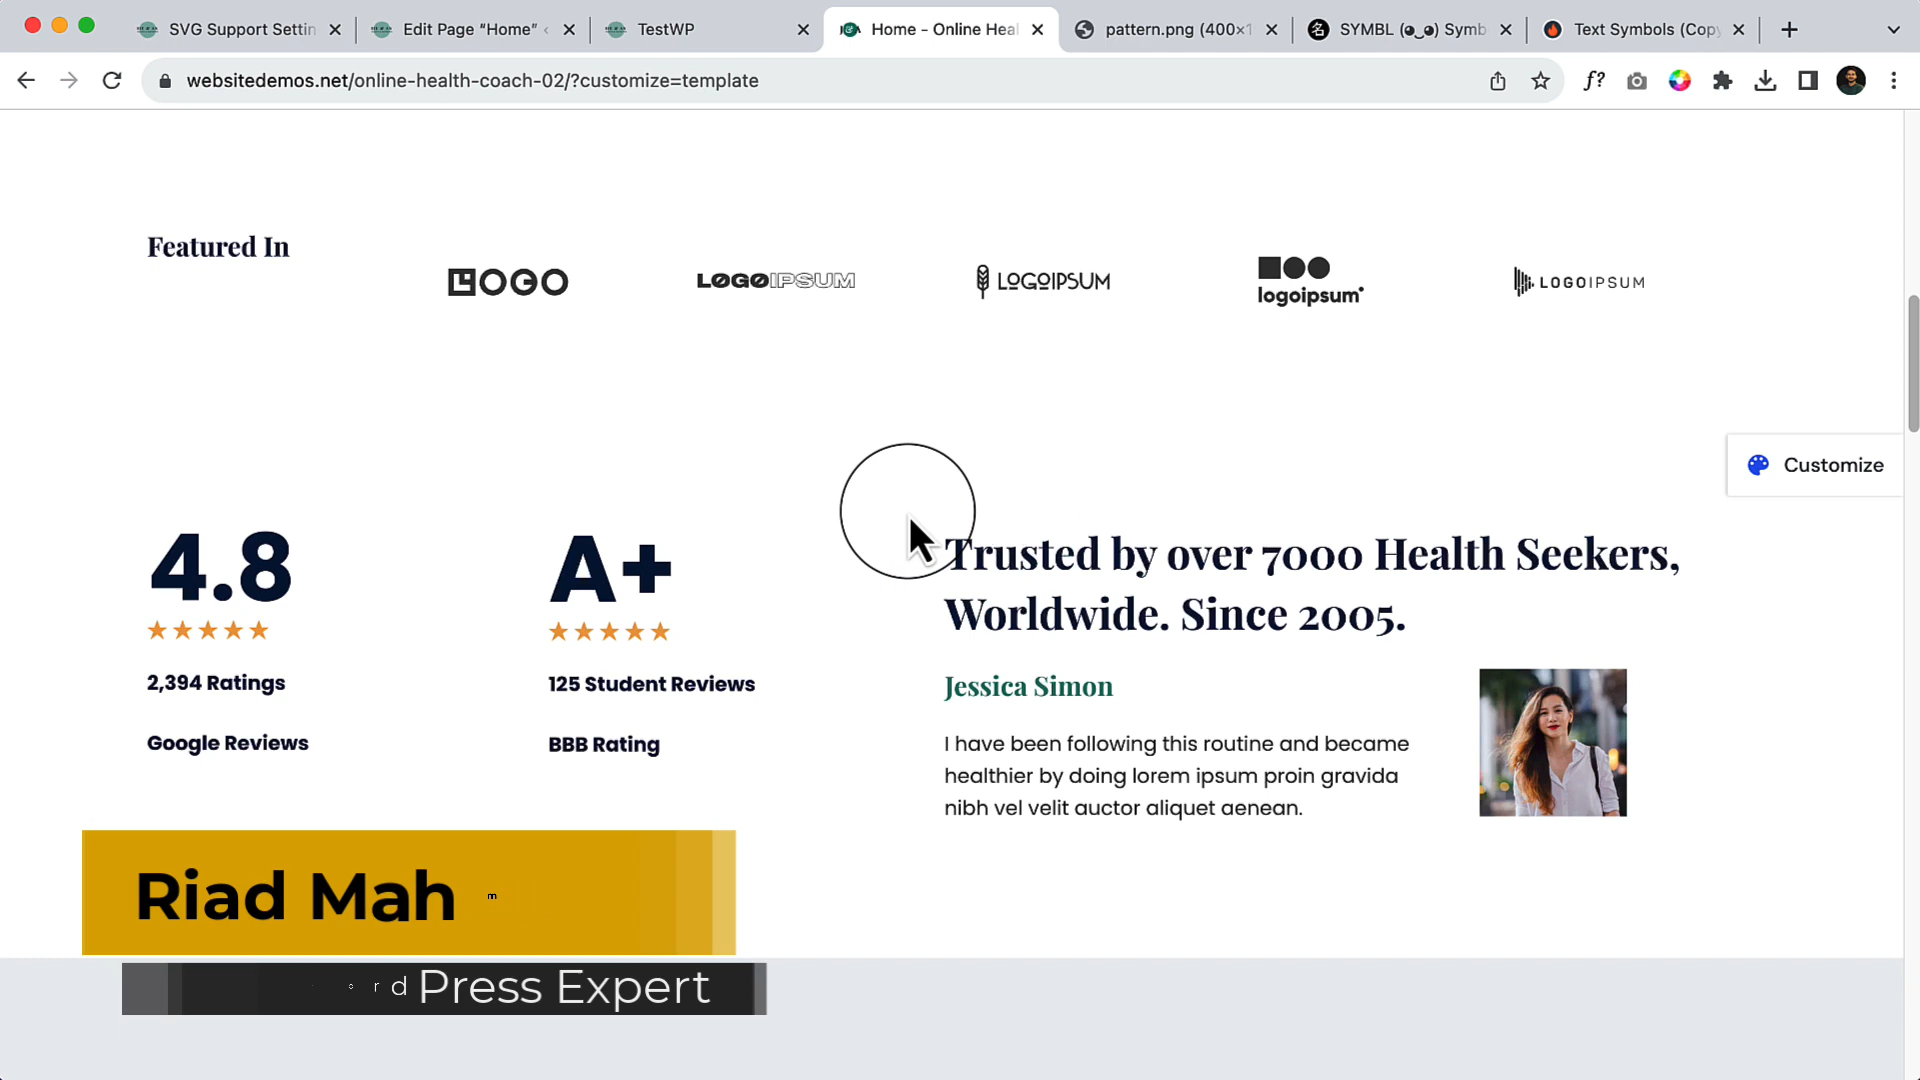 SVG Support Settin
Edit Page “Home” ‹
TestWP
Home - Online Heal
pattern.png (400×1
SYMBL (◕‿◕) Symb
Text Symbols (Copy
websitedemos.net/online-health-coach-02/?customize=template
f?
Featured In
LOGO
LOGOIPSUM
LOGOIPSUM
logoipsum
LOGOIPSUM
Customize
4.8
★★★★★
2,394 Ratings
Google Reviews
A+
★★★★★
125 Student Reviews
BBB Rating
Trusted by over 7000 Health Seekers,
Worldwide. Since 2005.
Jessica Simon
I have been following this routine and became
healthier by doing lorem ipsum proin gravida
nibh vel velit auctor aliquet aenean.
Riad Mah m
o r d Press Expert